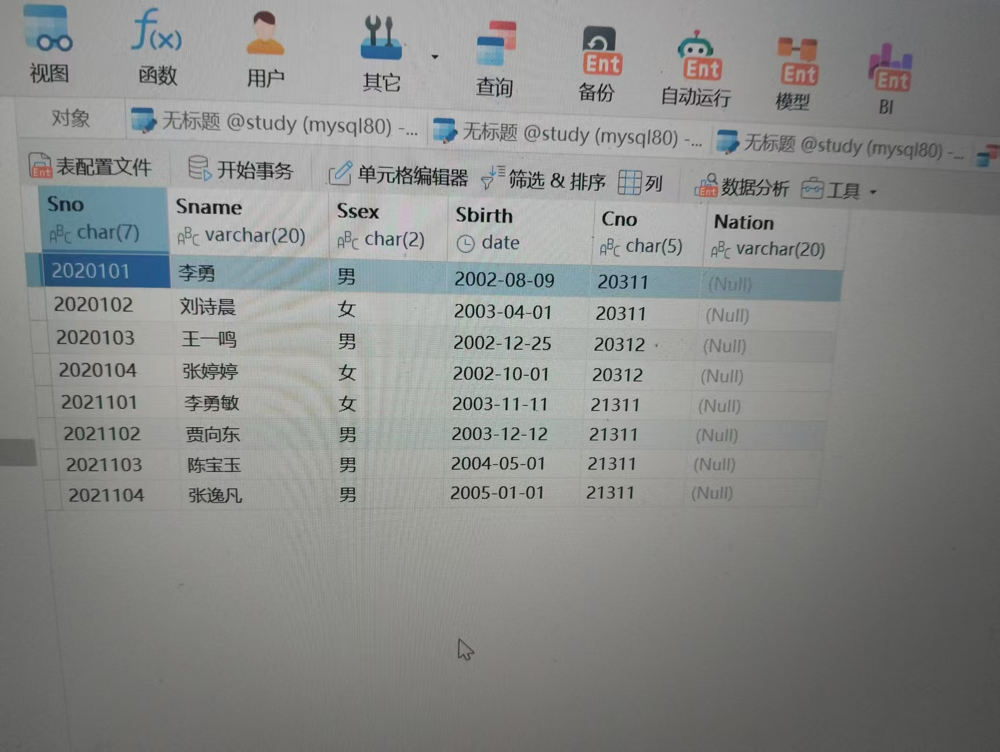 视图 函数 用户 其它 查询 备份 自动运行 模型 BI
f(x) Ent Ent Ent Ent
对象 无标题 @study (mysql80) -... 无标题 @study (mysql80) -... 无标题 @study (mysql80) -...
Ent 表配置文件 开始事务 单元格编辑器 筛选 & 排序 列 Ent 数据分析 工具
Sno Sname Ssex Sbirth Cno Nation
ABC char(7) ABC varchar(20) ABC char(2) date ABC char(5) ABC varchar(20)
2020101 李勇 男 2002-08-09 20311 (Null)
2020102 刘诗晨 女 2003-04-01 20311 (Null)
2020103 王一鸣 男 2002-12-25 20312 (Null)
2020104 张婷婷 女 2002-10-01 20312 (Null)
2021101 李勇敏 女 2003-11-11 21311 (Null)
2021102 贾向东 男 2003-12-12 21311 (Null)
2021103 陈宝玉 男 2004-05-01 21311 (Null)
2021104 张逸凡 男 2005-01-01 21311 (Null)